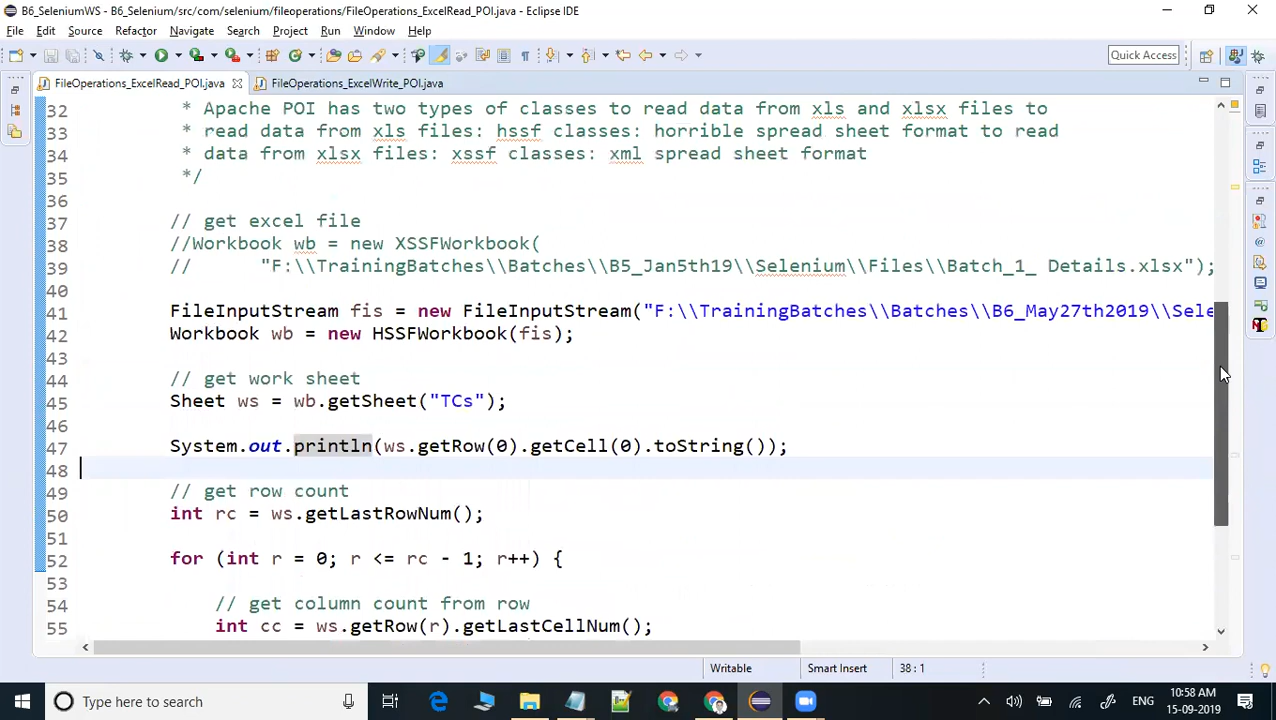 B6_SeleniumWS - B6_Selenium/src/com/selenium/fileoperations/FileOperations_ExcelRead_POI.java - Eclipse IDE
File Edit Source Refactor Navigate Search Project Run Window Help
Quick Access
FileOperations_ExcelRead_POI.java FileOperations_ExcelWrite_POI.java
32 * Apache POI has two types of classes to read data from xls and xlsx files to
33 * read data from xls files: hssf classes: horrible spread sheet format to read
34 * data from xlsx files: xssf classes: xml spread sheet format
35 */
36
37 // get excel file
38 //Workbook wb = new XSSFWorkbook(
39 // "F:\\TrainingBatches\\Batches\\B5_Jan5th19\\Selenium\\Files\\Batch_1_ Details.xlsx");
40
41 FileInputStream fis = new FileInputStream("F:\\TrainingBatches\\Batches\\B6_May27th2019\\Sele
42 Workbook wb = new HSSFWorkbook(fis);
43
44 // get work sheet
45 Sheet ws = wb.getSheet("TCs");
46
47 System.out.println(ws.getRow(0).getCell(0).toString());
48
49 // get row count
50 int rc = ws.getLastRowNum();
51
52 for (int r = 0; r <= rc - 1; r++) {
53
54 // get column count from row
55 int cc = ws.getRow(r).getLastCellNum();
Writable Smart Insert 38 : 1
Type here to search
ENG
10:58 AM
15-09-2019